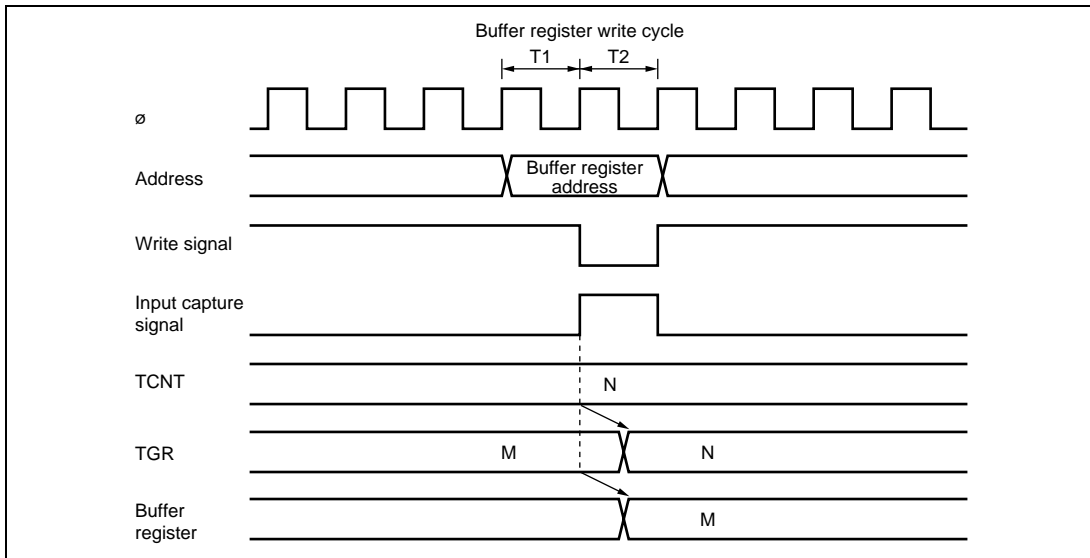 Buffer register write cycle
T1 T2
ø
Address
Buffer register
address
Write signal
Input capture
signal
TCNT
N
TGR
M N
Buffer
register
M